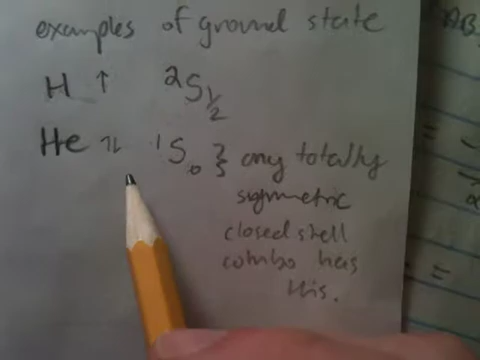 examples of ground state
H ↑ ²S½
He ↑↓ ¹S₀ } any totally
symmetric
closed shell
combo has
this.